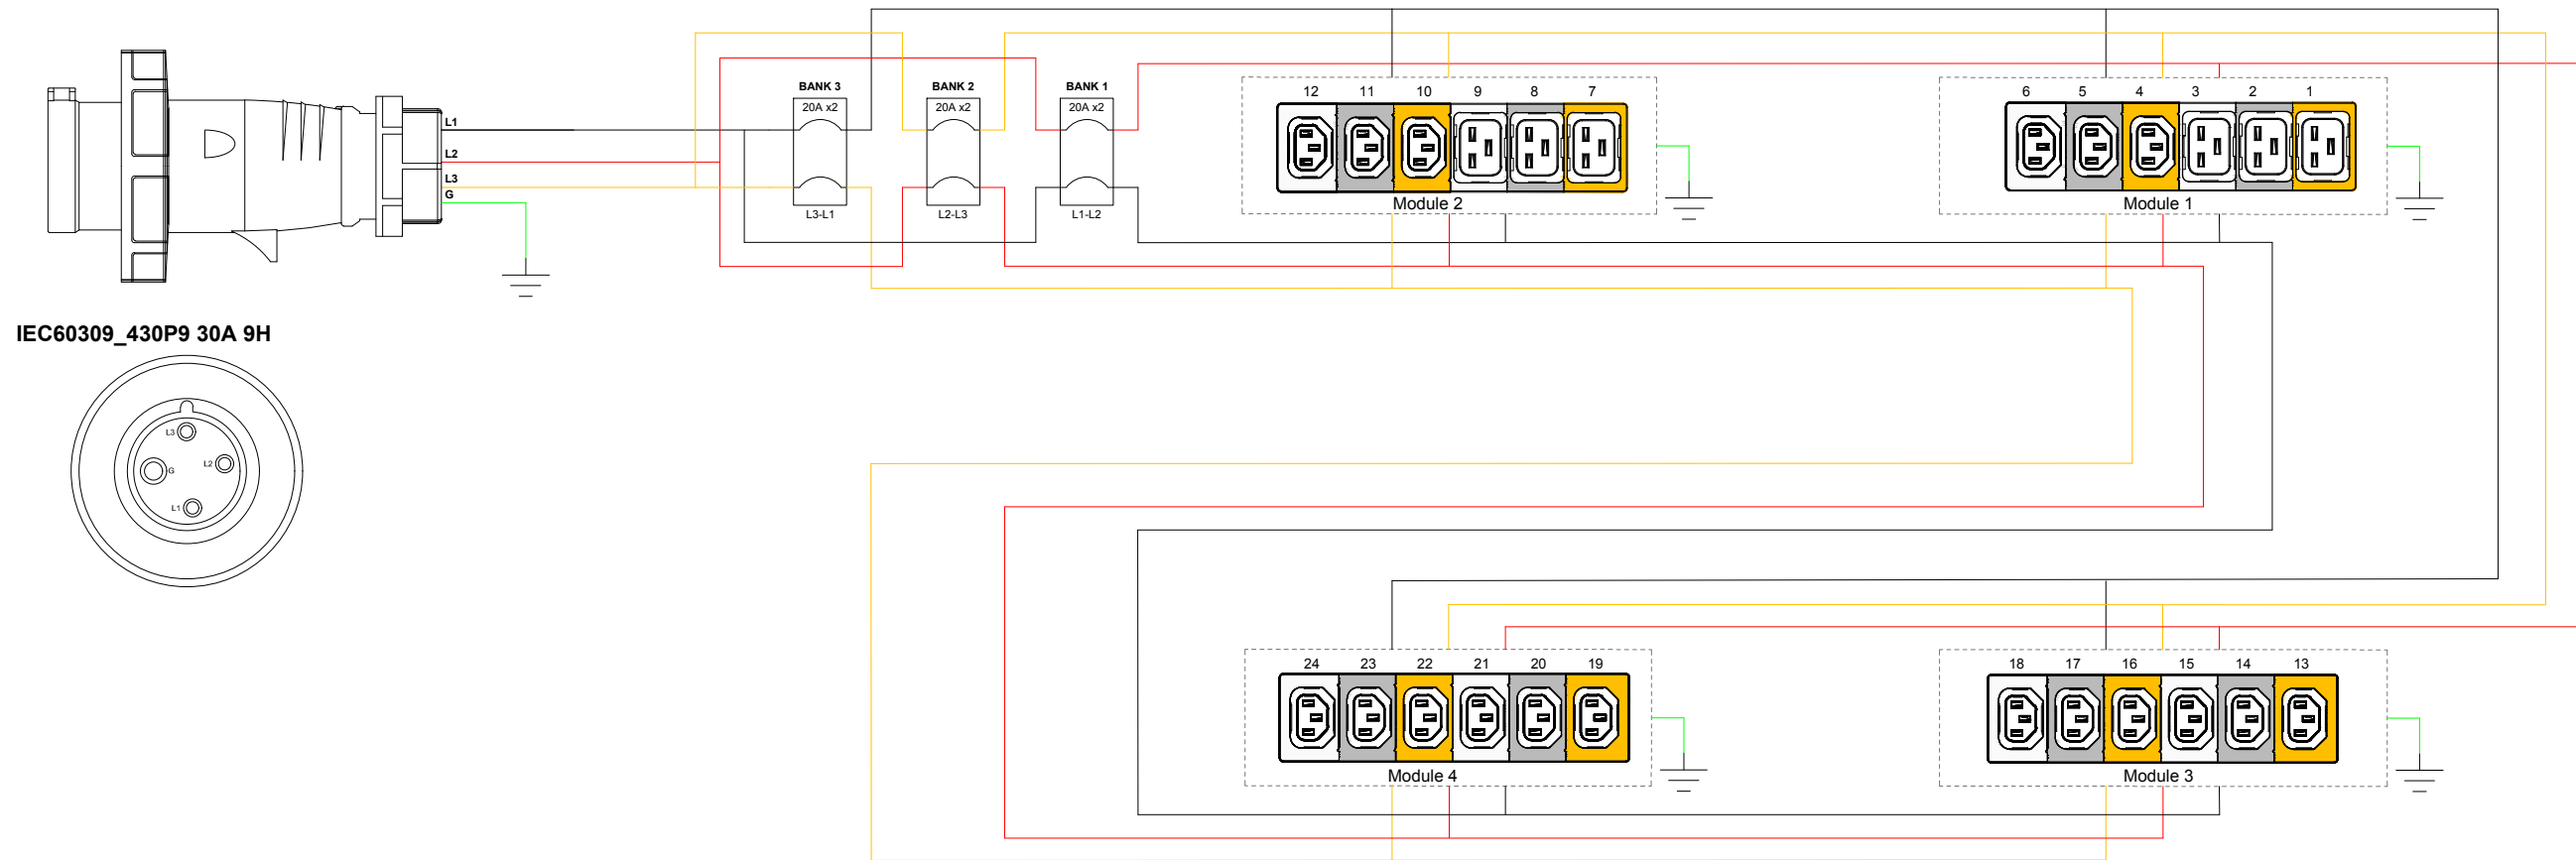 BANK 3
BANK 2
BANK 1
20A x2
20A x2
20A x2
L3-L1
L2-L3
L1-L2
L1
L2
L3
G
12 11 10 9 8 7
Module 2
6 5 4 3 2 1
Module 1
IEC60309_430P9 30A 9H
L3
G
L2
L1
24 23 22 21 20 19
Module 4
18 17 16 15 14 13
Module 3